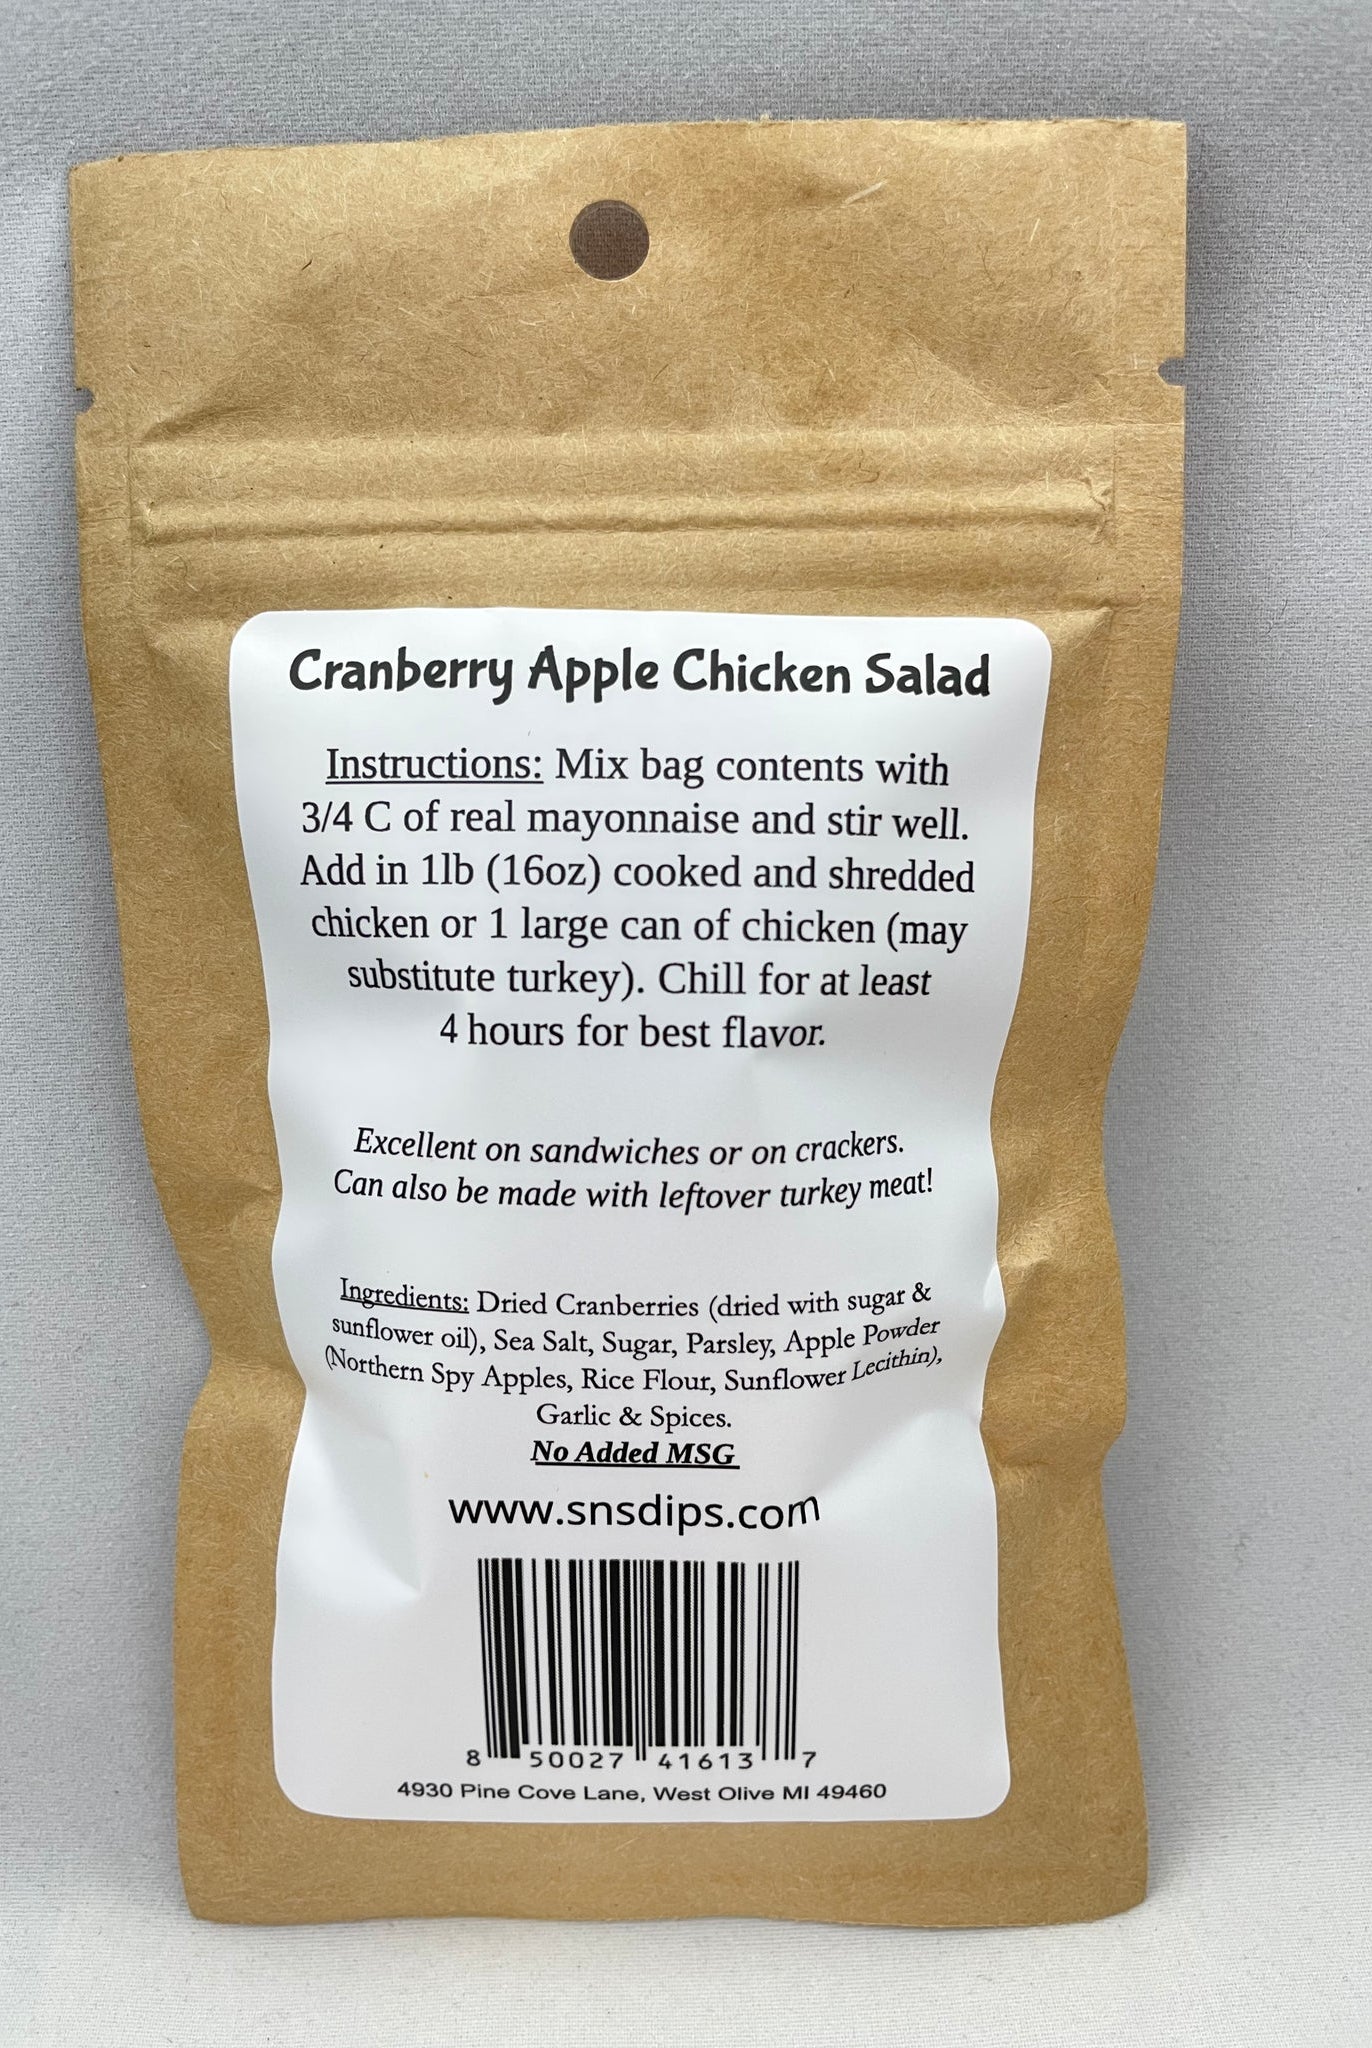 Cranberry Apple Chicken Salad
Instructions: Mix bag contents with
3/4 C of real mayonnaise and stir well.
Add in 1lb (16oz) cooked and shredded
chicken or 1 large can of chicken (may
substitute turkey). Chill for at least
4 hours for best flavor.
Excellent on sandwiches or on crackers.
Can also be made with leftover turkey meat!
Ingredients: Dried Cranberries (dried with sugar &
sunflower oil), Sea Salt, Sugar, Parsley, Apple Powder
(Northern Spy Apples, Rice Flour, Sunflower Lecithin),
Garlic & Spices.
No Added MSG
www.snsdips.com
8 50027 41613 7
4930 Pine Cove Lane, West Olive MI 49460